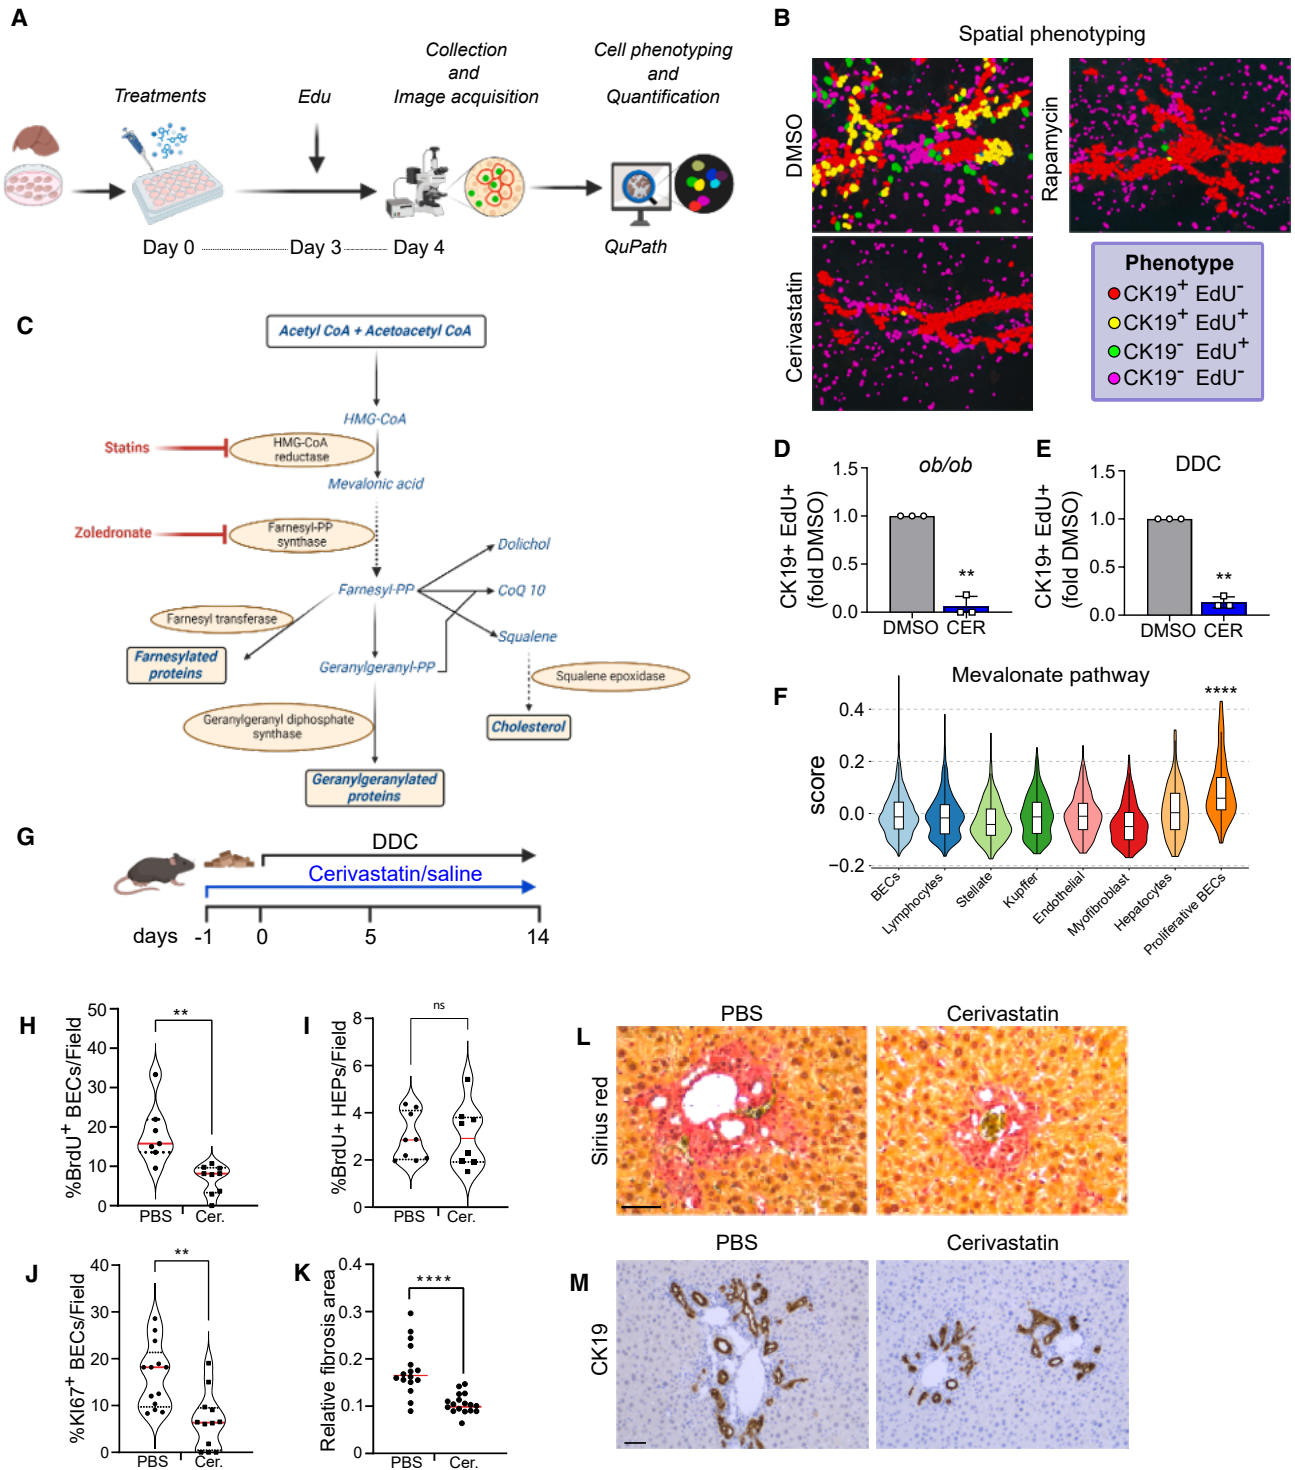 A
Treatments
Edu
Collection
and
Image acquisition
Cell phenotyping
and
Quantification
Day 0
Day 3
Day 4
QuPath
B
Spatial phenotyping
DMSO
Rapamycin
Cerivastatin
Phenotype
CK19+ EdU-
CK19+ EdU+
CK19- EdU+
CK19- EdU-
C
Acetyl CoA + Acetoacetyl CoA
HMG-CoA
Statins
HMG-CoA
reductase
Mevalonic acid
Zoledronate
Farnesyl-PP
synthase
Dolichol
Farnesyl-PP
CoQ 10
Farnesyl transferase
Squalene
Farnesylated
proteins
Geranylgeranyl-PP
Squalene epoxidase
Geranylgeranyl diphosphate
synthase
Cholesterol
Geranylgeranylated
proteins
D
ob/ob
CK19+ EdU+
(fold DMSO)
1.5
1.0
0.5
0.0
**
DMSO CER
E
DDC
CK19+ EdU+
(fold DMSO)
1.5
1.0
0.5
0.0
**
DMSO CER
F
Mevalonate pathway
****
score
0.4
0.2
0.0
−0.2
BECs
Lymphocytes
Stellate
Kupffer
Endothelial
Myofibroblast
Hepatocytes
Proliferative BECs
G
DDC
Cerivastatin/saline
days -1 0 5 14
H
%BrdU+ BECs/Field
50
40
30
20
10
0
**
PBS Cer.
I
%BrdU+ HEPs/Field
8
6
4
2
0
ns
PBS Cer.
J
%KI67+ BECs/Field
40
30
20
10
0
**
PBS Cer.
K
Relative fibrosis area
0.4
0.3
0.2
0.1
0
****
PBS Cer.
L
PBS
Cerivastatin
Sirius red
M
PBS
Cerivastatin
CK19